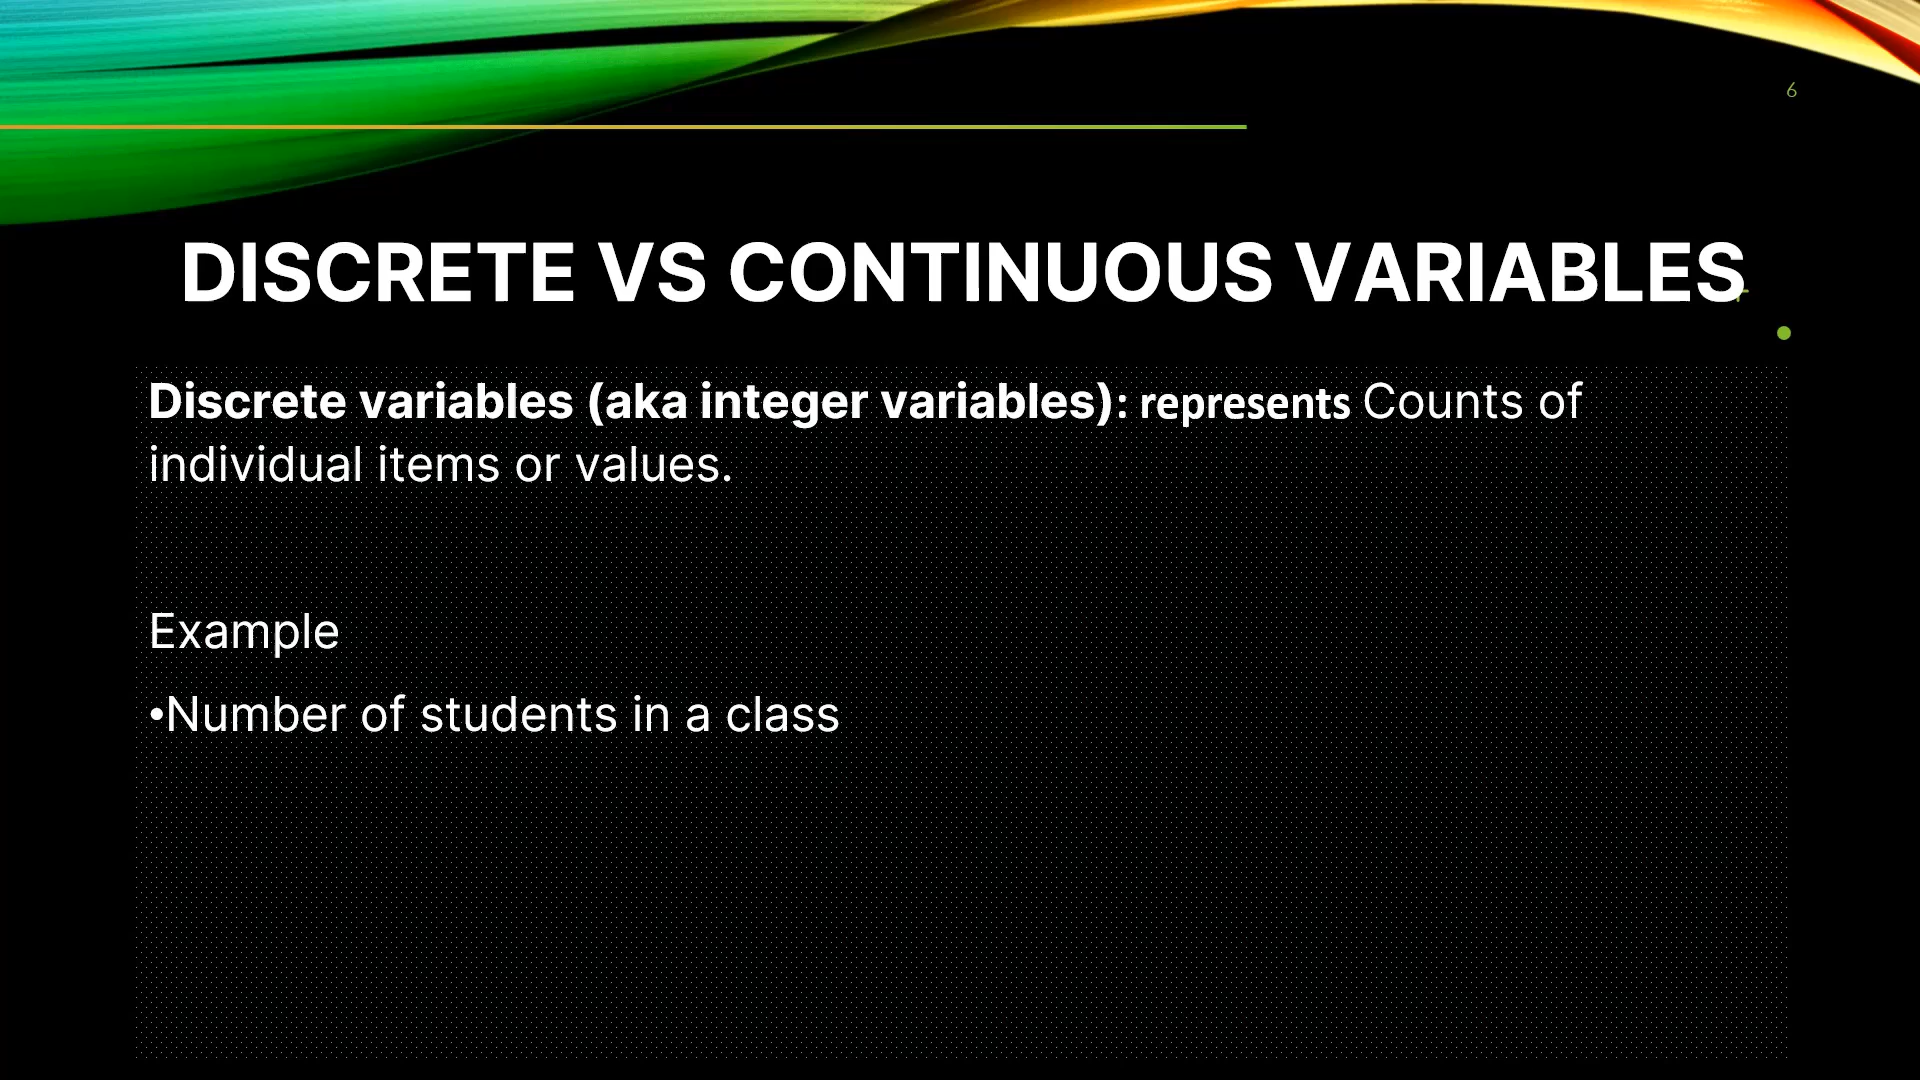 6
DISCRETE VS CONTINUOUS VARIABLES
Discrete variables (aka integer variables): represents Counts of
individual items or values.
Example
•Number of students in a class